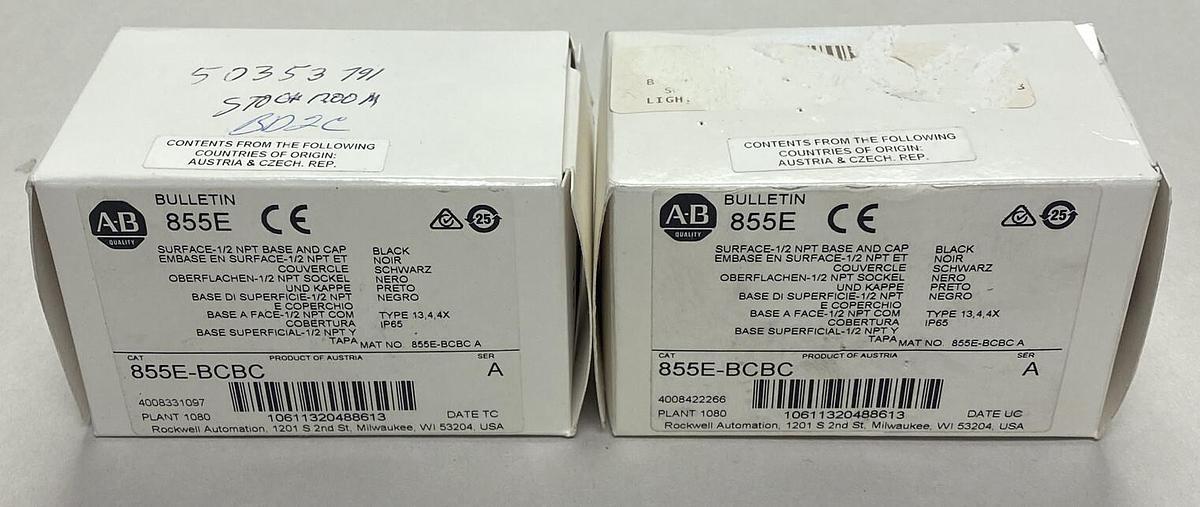 50353 791
STOCK ROOM
BD2C
CONTENTS FROM THE FOLLOWING
COUNTRIES OF ORIGIN:
AUSTRIA & CZECH. REP.
A-B
QUALITY
BULLETIN
855E CE
25
SURFACE-1/2 NPT BASE AND CAP BLACK
EMBASE EN SURFACE-1/2 NPT ET NOIR
COUVERCLE SCHWARZ
OBERFLACHEN-1/2 NPT SOCKEL NERO
UND KAPPE PRETO
BASE DI SUPERFICIE-1/2 NPT NEGRO
E COPERCHIO
BASE A FACE-1/2 NPT COM TYPE 13,4,4X
COBERTURA IP65
BASE SUPERFICIAL-1/2 NPT Y
TAPA MAT NO. 855E-BCBC A
CAT PRODUCT OF AUSTRIA SER
855E-BCBC A
4008331097
PLANT 1080 10611320488613 DATE TC
Rockwell Automation, 1201 S 2nd St, Milwaukee, WI 53204, USA
B
S
LIGH
3
CONTENTS FROM THE FOLLOWING
COUNTRIES OF ORIGIN:
AUSTRIA & CZECH. REP.
A-B
QUALITY
BULLETIN
855E CE
25
SURFACE-1/2 NPT BASE AND CAP BLACK
EMBASE EN SURFACE-1/2 NPT ET NOIR
COUVERCLE SCHWARZ
OBERFLACHEN-1/2 NPT SOCKEL NERO
UND KAPPE PRETO
BASE DI SUPERFICIE-1/2 NPT NEGRO
E COPERCHIO
BASE A FACE-1/2 NPT COM TYPE 13,4,4X
COBERTURA IP65
BASE SUPERFICIAL-1/2 NPT Y
TAPA MAT NO. 855E-BCBC A
CAT PRODUCT OF AUSTRIA SER
855E-BCBC A
4008422266
PLANT 1080 10611320488613 DATE UC
Rockwell Automation, 1201 S 2nd St, Milwaukee, WI 53204, USA